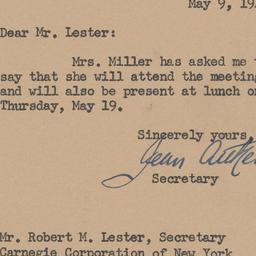 May 9, 19
Dear Mr. Lester:
Mrs. Miller has asked me t
say that she will attend the meeting
and will also be present at lunch on
Thursday, May 19.
Sincerely yours,
Jean
Secretary
Mr. Robert M. Lester, Secretary
Carnegie Corporation of New York